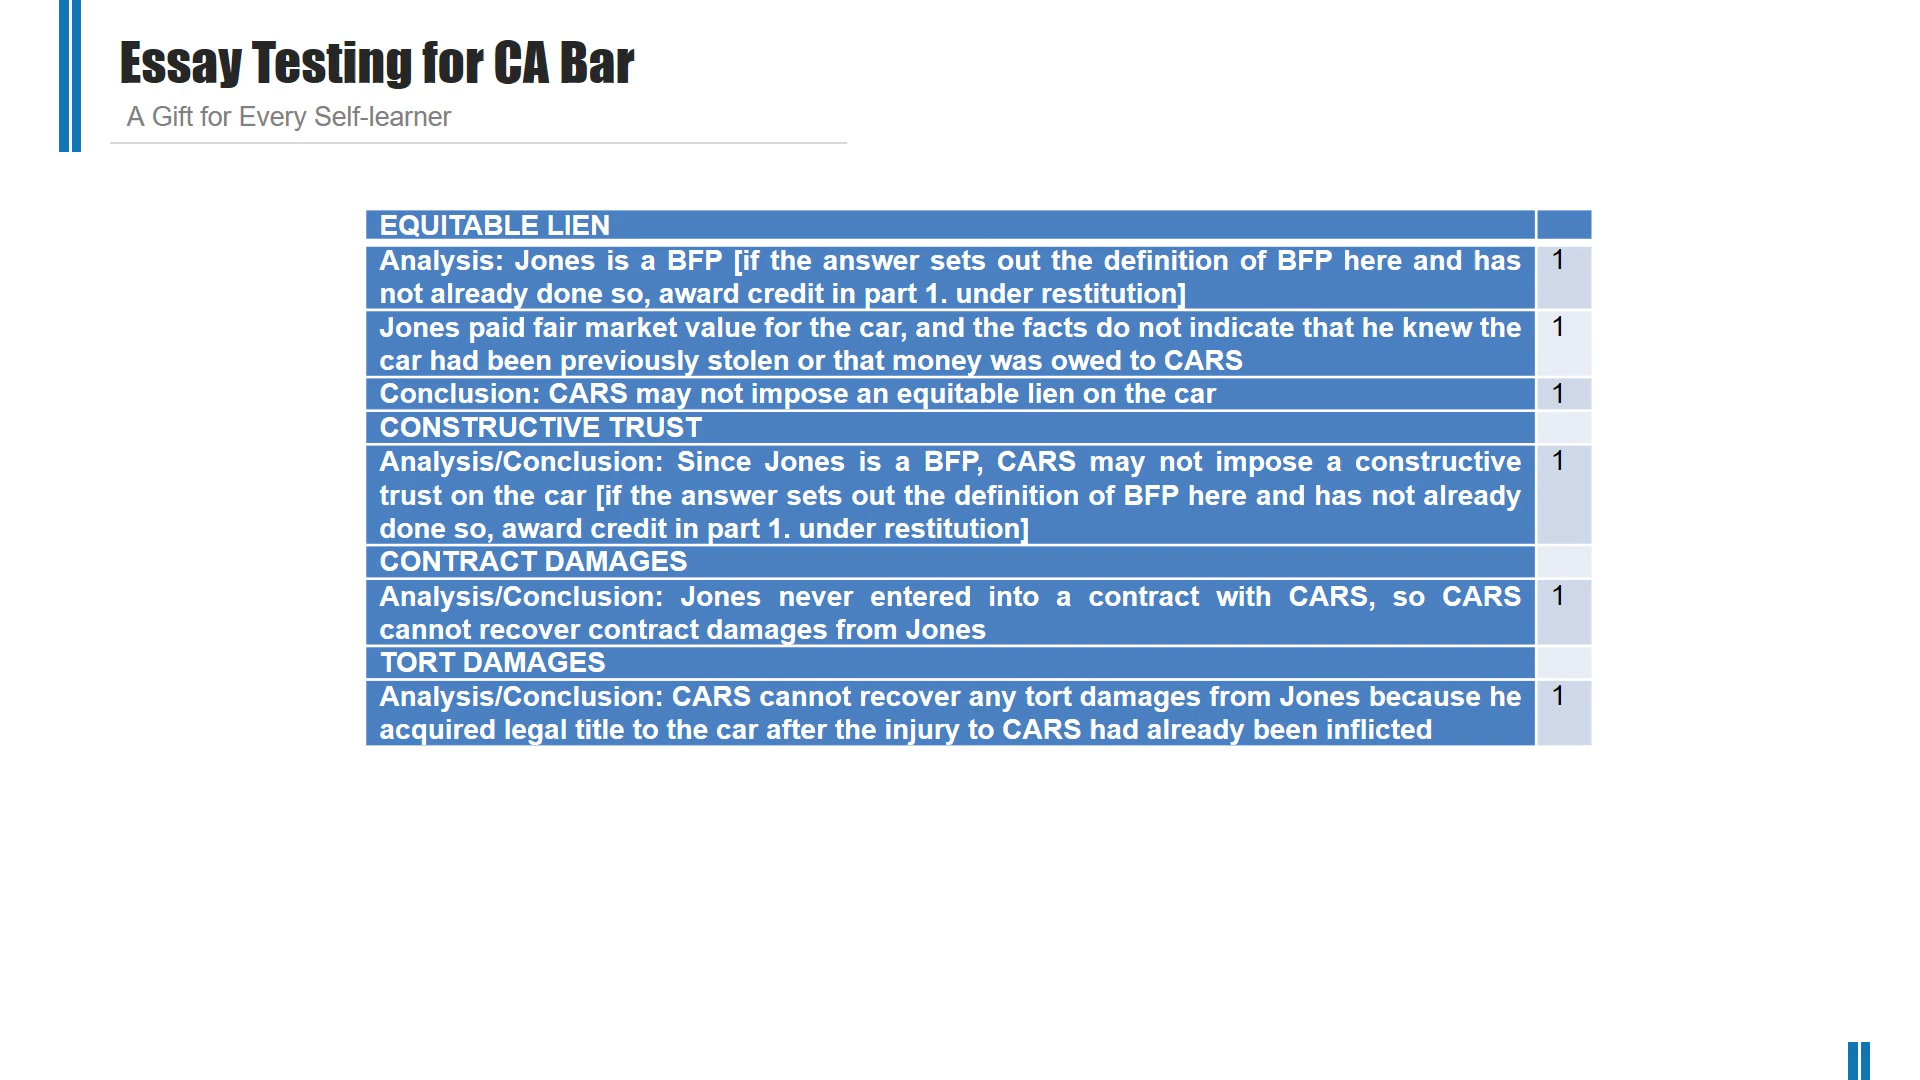 Essay Testing for CA Bar
A Gift for Every Self-learner
EQUITABLE LIEN
Analysis: Jones is a BFP [if the answer sets out the definition of BFP here and has 1
not already done so, award credit in part 1. under restitution]
Jones paid fair market value for the car, and the facts do not indicate that he knew the 1
car had been previously stolen or that money was owed to CARS
Conclusion: CARS may not impose an equitable lien on the car 1
CONSTRUCTIVE TRUST
Analysis/Conclusion: Since Jones is a BFP, CARS may not impose a constructive 1
trust on the car [if the answer sets out the definition of BFP here and has not already
done so, award credit in part 1. under restitution]
CONTRACT DAMAGES
Analysis/Conclusion: Jones never entered into a contract with CARS, so CARS 1
cannot recover contract damages from Jones
TORT DAMAGES
Analysis/Conclusion: CARS cannot recover any tort damages from Jones because he 1
acquired legal title to the car after the injury to CARS had already been inflicted